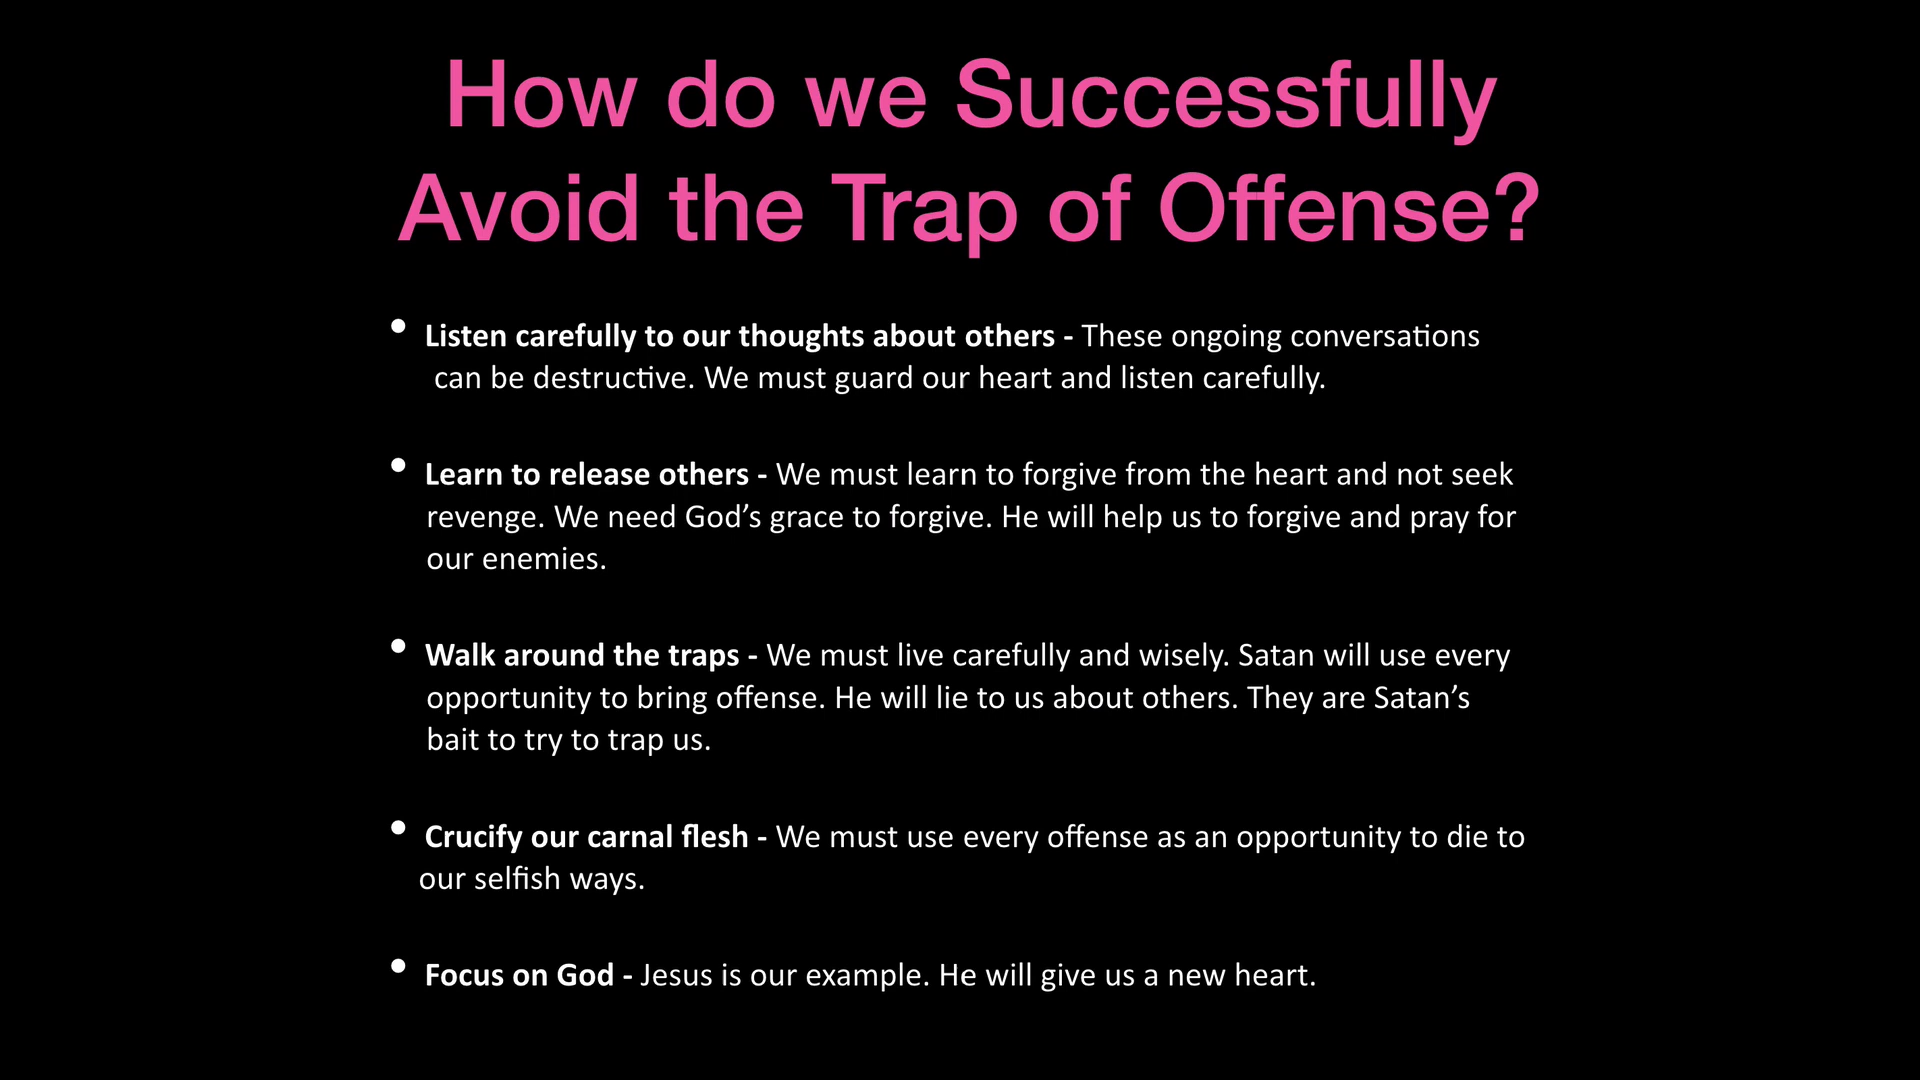 How do we Successfully
Avoid the Trap of Offense?
• Listen carefully to our thoughts about others - These ongoing conversations
can be destructive. We must guard our heart and listen carefully.
• Learn to release others - We must learn to forgive from the heart and not seek
revenge. We need God’s grace to forgive. He will help us to forgive and pray for
our enemies.
• Walk around the traps - We must live carefully and wisely. Satan will use every
opportunity to bring offense. He will lie to us about others. They are Satan’s
bait to try to trap us.
• Crucify our carnal flesh - We must use every offense as an opportunity to die to
our selfish ways.
• Focus on God - Jesus is our example. He will give us a new heart.